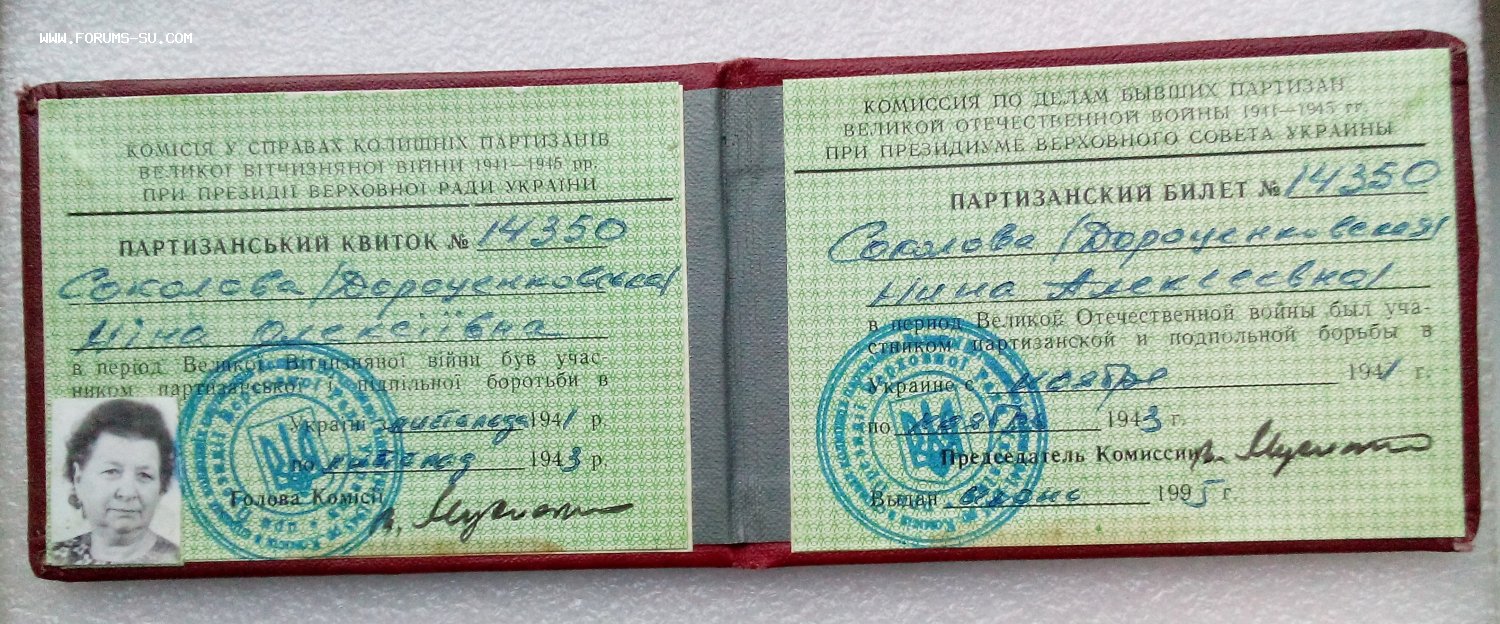 WWW.FORUMS-SU.COM
КОМІСІЯ У СПРАВАХ КОЛИШНІХ ПАРТИЗАНІВ
ВЕЛИКОЇ ВІТЧИЗНЯНОЇ ВІЙНИ 1941—1945 рр.
ПРИ ПРЕЗИДІЇ ВЕРХОВНОЇ РАДИ УКРАЇНИ
ПАРТИЗАНСЬКИЙ КВИТОК № 14350
Соколова /Дороценковська/
Ніна Олексіївна
в період Великої Вітчизняної війни був учас-
ником партизанської і підпільної боротьби в
Україні з листопада 1941 р.
по листопад 1943 р.
Голова Комісії
КОМИССИЯ ПО ДЕЛАМ БЫВШИХ ПАРТИЗАН
ВЕЛИКОЙ ОТЕЧЕСТВЕННОЙ ВОЙНЫ 1941—1945 гг.
ПРИ ПРЕЗИДИУМЕ ВЕРХОВНОГО СОВЕТА УКРАИНЫ
ПАРТИЗАНСКИЙ БИЛЕТ № 14350
Соколова /Дороценковская/
Нина Алексеевна
в период Великой Отечественной войны был уча-
стником партизанской и подпольной борьбы в
Украине с ноября 1941 г.
по ноябрь 1943 г.
Председатель Комиссии
Выдан июнь 1995 г.